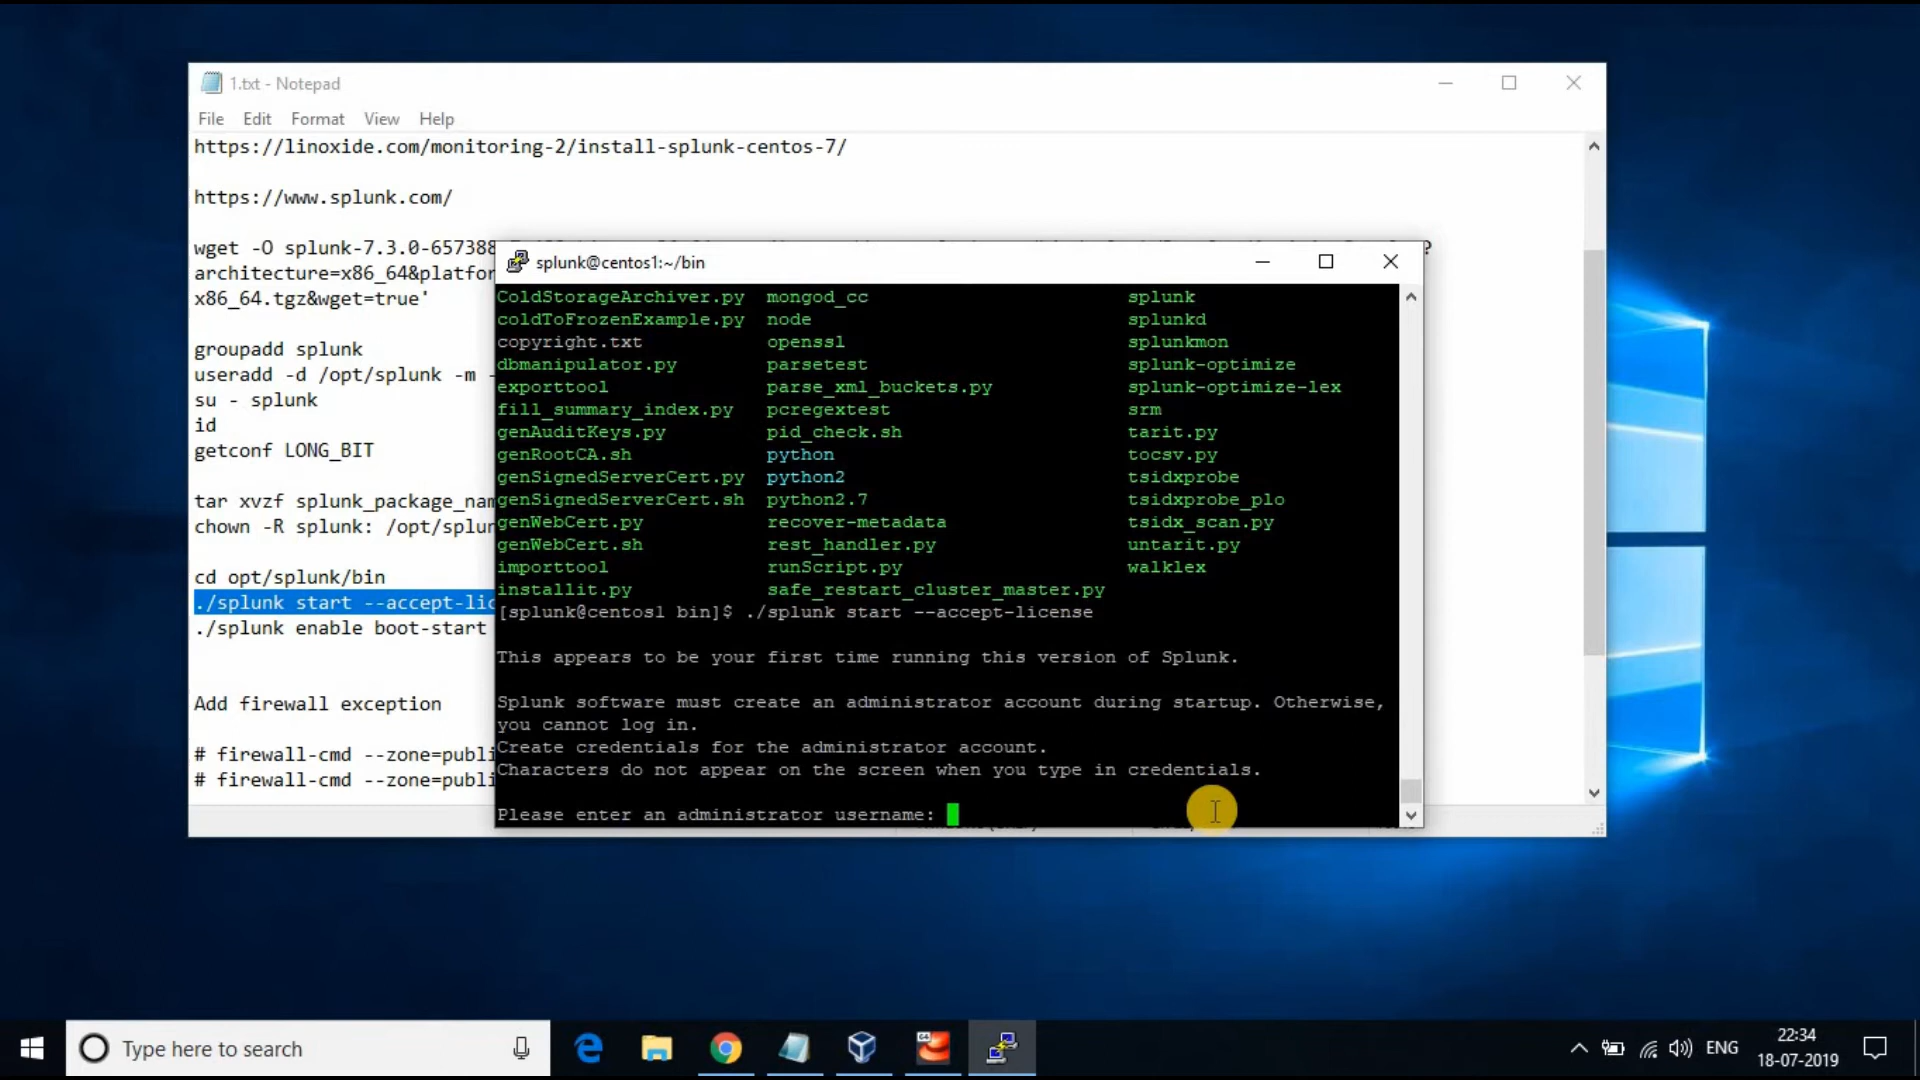 1.txt - Notepad
File Edit Format View Help
https://linoxide.com/monitoring-2/install-splunk-centos-7/
https://www.splunk.com/
wget -O splunk-7.3.0-657388
?
architecture=x86_64&platfor
x86_64.tgz&wget=true'
groupadd splunk
useradd -d /opt/splunk -m
su - splunk
id
getconf LONG_BIT
tar xvzf splunk_package_nam
chown -R splunk: /opt/splun
cd opt/splunk/bin
./splunk start --accept-lic
./splunk enable boot-start
Add firewall exception
# firewall-cmd --zone=publi
# firewall-cmd --zone=publi
splunk@centos1:~/bin
ColdStorageArchiver.py mongod_cc splunk
coldToFrozenExample.py node splunkd
copyright.txt openssl splunkmon
dbmanipulator.py parsetest splunk-optimize
exporttool parse_xml_buckets.py splunk-optimize-lex
fill_summary_index.py pcregextest srm
genAuditKeys.py pid_check.sh tarit.py
genRootCA.sh python tocsv.py
genSignedServerCert.py python2 tsidxprobe
genSignedServerCert.sh python2.7 tsidxprobe_plo
genWebCert.py recover-metadata tsidx_scan.py
genWebCert.sh rest_handler.py untarit.py
importtool runScript.py walklex
installit.py safe_restart_cluster_master.py
[splunk@centos1 bin]$ ./splunk start --accept-license
This appears to be your first time running this version of Splunk.
Splunk software must create an administrator account during startup. Otherwise,
you cannot log in.
Create credentials for the administrator account.
Characters do not appear on the screen when you type in credentials.
Please enter an administrator username:
Type here to search
ENG
22:34
18-07-2019